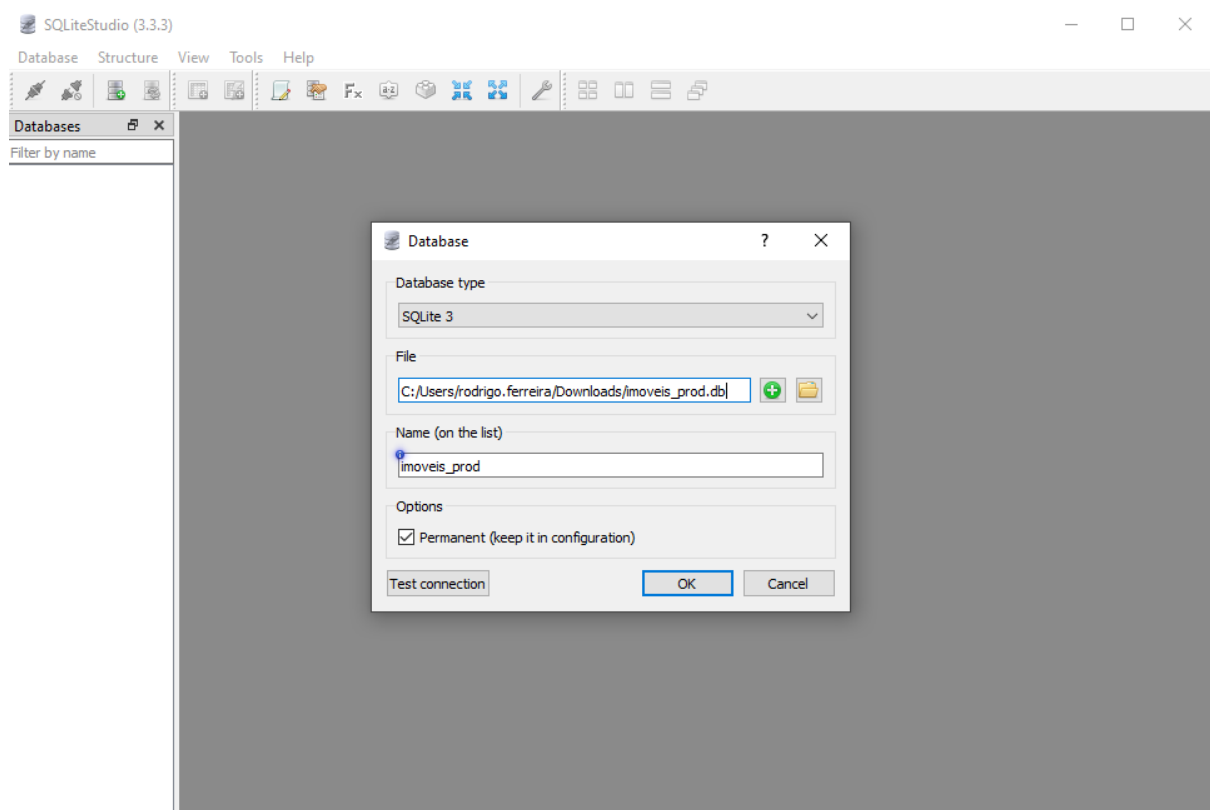 SQLiteStudio (3.3.3)
Database Structure View Tools Help
Databases
Filter by name
Database ?
Database type
SQLite 3
File
C:/Users/rodrigo.ferreira/Downloads/imoveis_prod.db
Name (on the list)
imoveis_prod
Options
Permanent (keep it in configuration)
Test connection OK Cancel